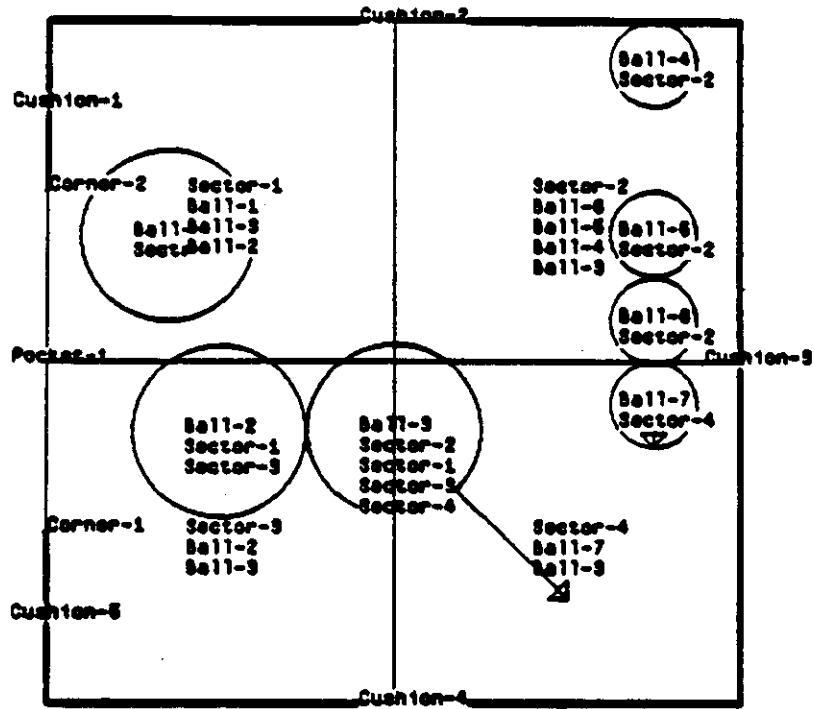 Cushion-2
Ball-4
Sector-2
Cushion-1
Corner-2
Sector-1
Ball-1
Ball-3
Ball-2
Ball-
Sect
Sector-2
Ball-6
Ball-5
Ball-4
Ball-3
Ball-5
Sector-2
Ball-6
Sector-2
Pocket-1
Cushion-3
Ball-7
Sector-4
Ball-2
Sector-1
Sector-3
Ball-3
Sector-2
Sector-1
Sector-3
Sector-4
Corner-1
Sector-3
Ball-2
Ball-3
Sector-4
Ball-7
Ball-3
Cushion-5
Cushion-4